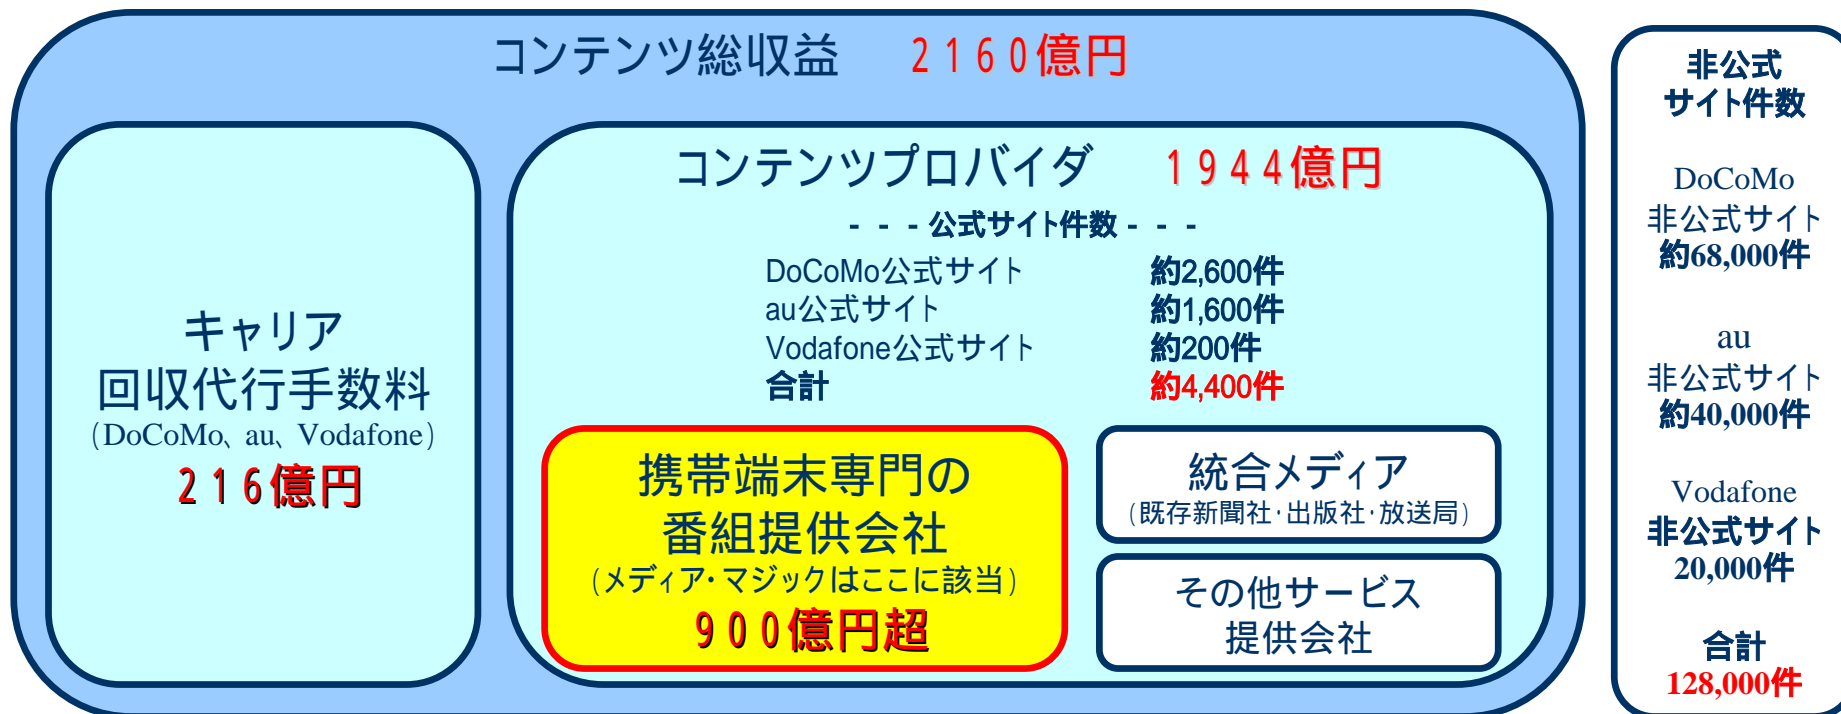 コンテンツ総収益　2160億円
キャリア
回収代行手数料
(DoCoMo、au、Vodafone)
216億円
コンテンツプロバイダ　1944億円
- - - 公式サイト件数 - - -
DoCoMo公式サイト　約2,600件
au公式サイト　約1,600件
Vodafone公式サイト　約200件
合計　約4,400件
携帯端末専門の
番組提供会社
(メディア・マジックはここに該当)
900億円超
統合メディア
(既存新聞社・出版社・放送局)
その他サービス
提供会社
非公式
サイト件数
DoCoMo
非公式サイト
約68,000件
au
非公式サイト
約40,000件
Vodafone
非公式サイト
20,000件
合計
128,000件